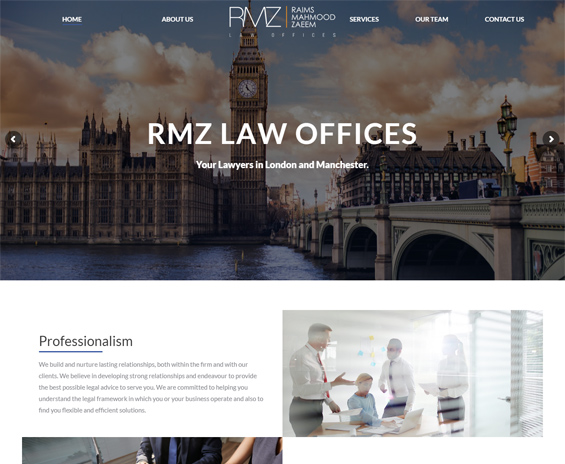 HOME
ABOUT US
RMZ
RAIMS
MAHMOOD
ZAEEM
LAW OFFICES
SERVICES
OUR TEAM
CONTACT US
RMZ LAW OFFICES
Your Lawyers in London and Manchester.
Professionalism
We build and nurture lasting relationships, both within the firm and with our
clients. We believe in developing strong relationships and endeavour to provide
the best possible legal advice to serve you. We are committed to helping you
understand the legal framework in which you or your business operate and also to
find you flexible and efficient solutions.